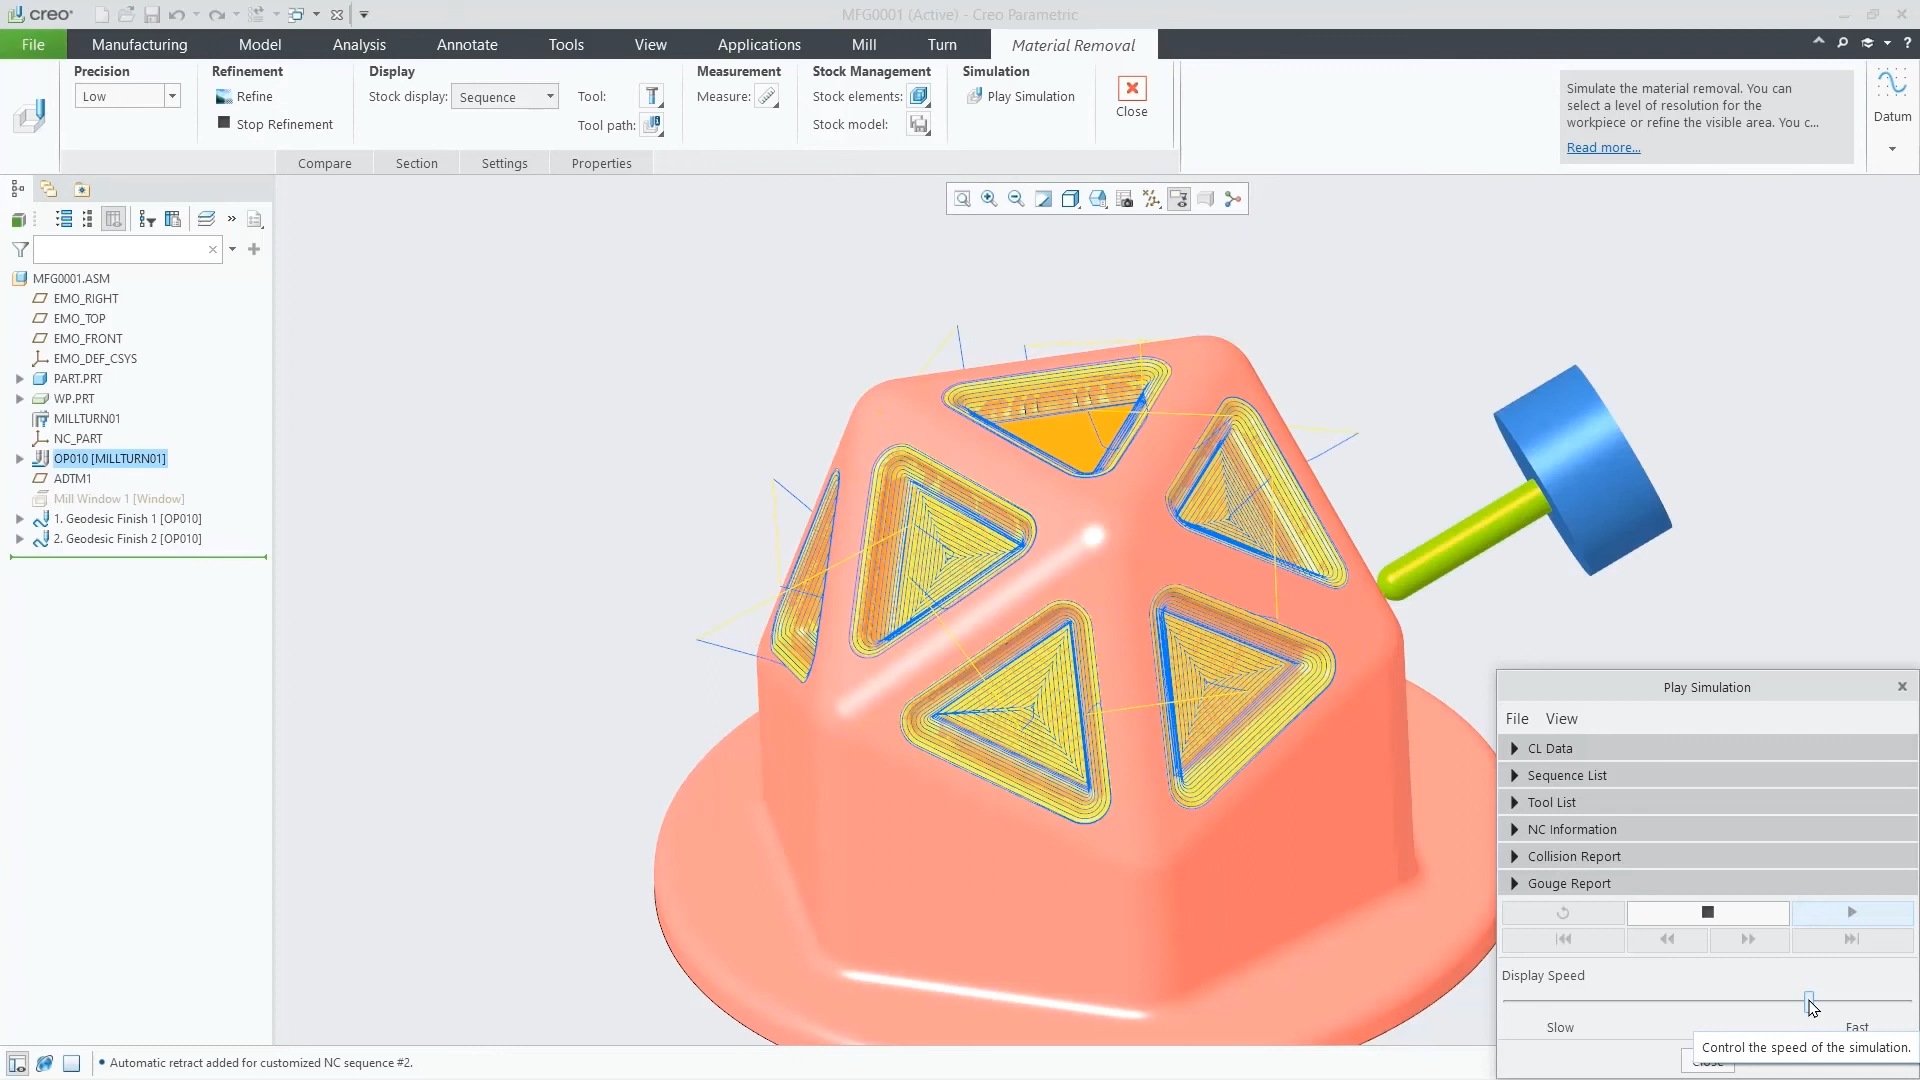 creo®
MFG0001 (Active) - Creo Parametric
File Manufacturing Model Analysis Annotate Tools View Applications Mill Turn Material Removal
Precision
Low
Refinement
Refine
Stop Refinement
Display
Stock display: Sequence
Tool:
Tool path:
Measurement
Measure:
Stock Management
Stock elements:
Stock model:
Simulation
Play Simulation
Close
Simulate the material removal. You can
select a level of resolution for the
workpiece or refine the visible area. You c...
Read more...
Datum
Compare Section Settings Properties
MFG0001.ASM
EMO_RIGHT
EMO_TOP
EMO_FRONT
EMO_DEF_CSYS
PART.PRT
WP.PRT
MILLTURN01
NC_PART
OP010 [MILLTURN01]
ADTM1
Mill Window 1 [Window]
1. Geodesic Finish 1 [OP010]
2. Geodesic Finish 2 [OP010]
Play Simulation
File View
CL Data
Sequence List
Tool List
NC Information
Collision Report
Gouge Report
Display Speed
Slow Fast
Control the speed of the simulation.
Close
• Automatic retract added for customized NC sequence #2.